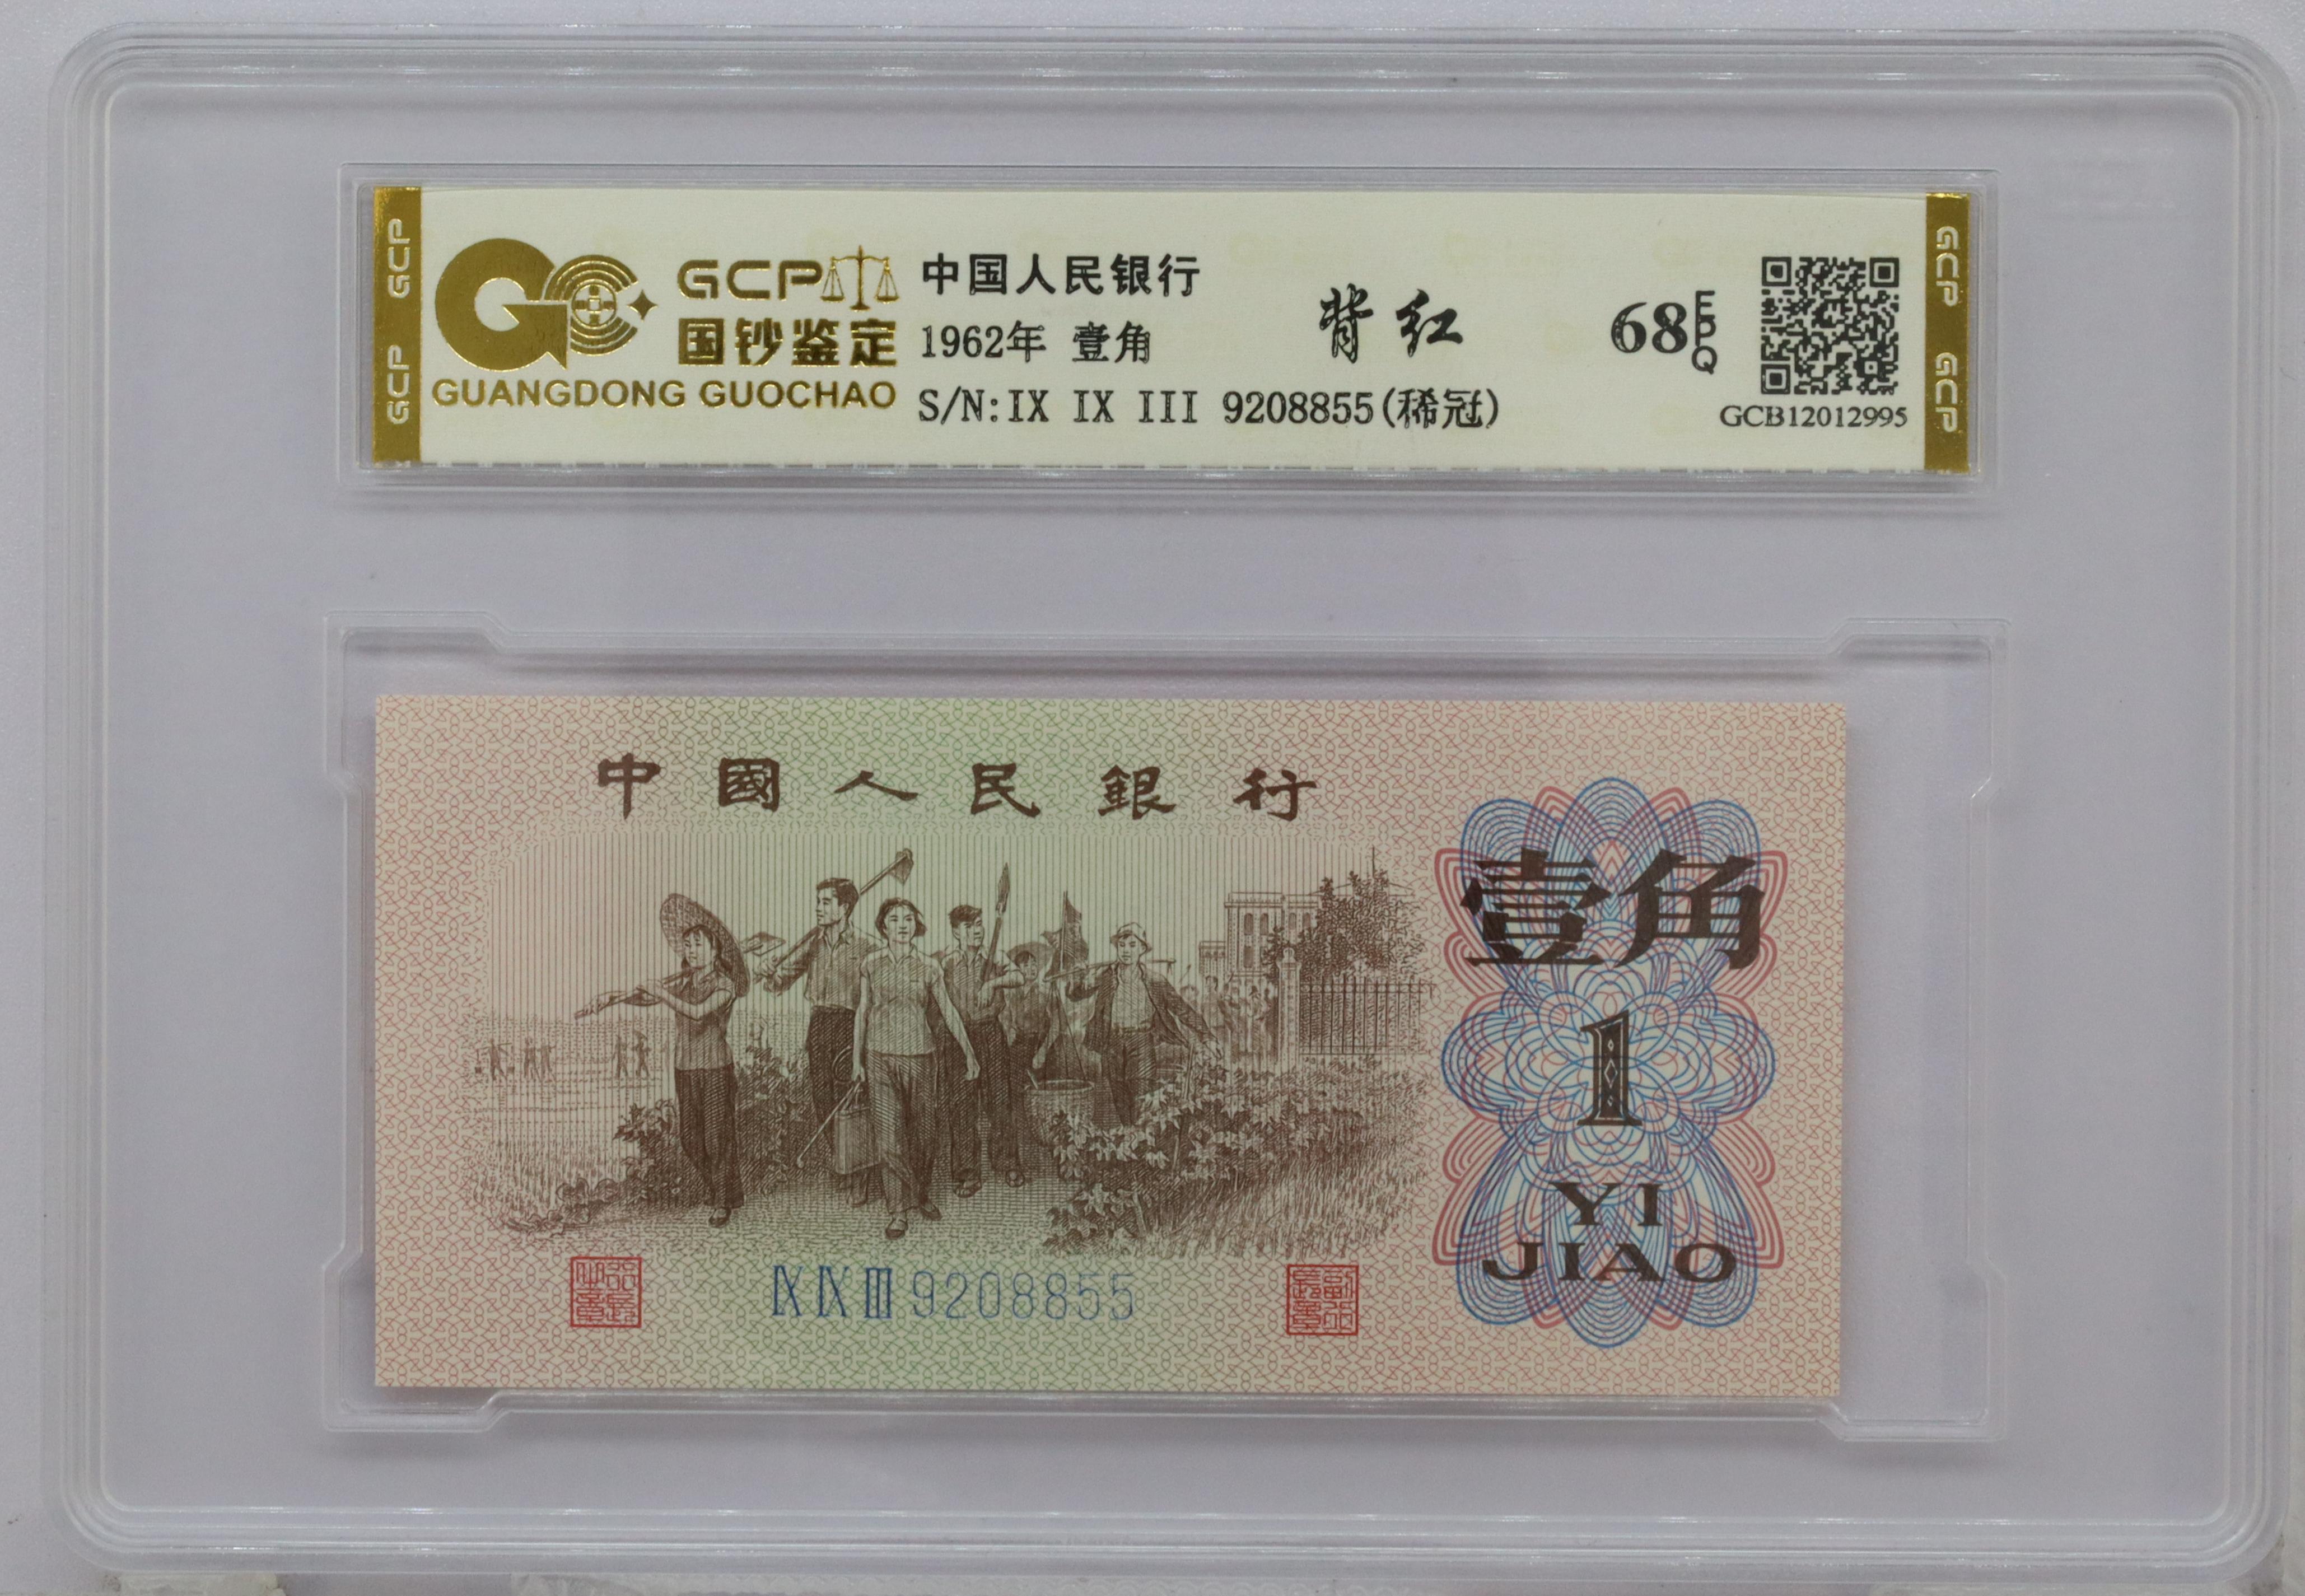 GCP GCP
GCP
国钞鉴定
GUANGDONG GUOCHAO
中国人民银行
1962年 壹角
S/N:IX IX III 9208855(稀冠)
背红
68 EPQ
GCB12012995
GCP GCP
中國人民銀行
壹角
1
YI
JIAO
IX IX III 9208855